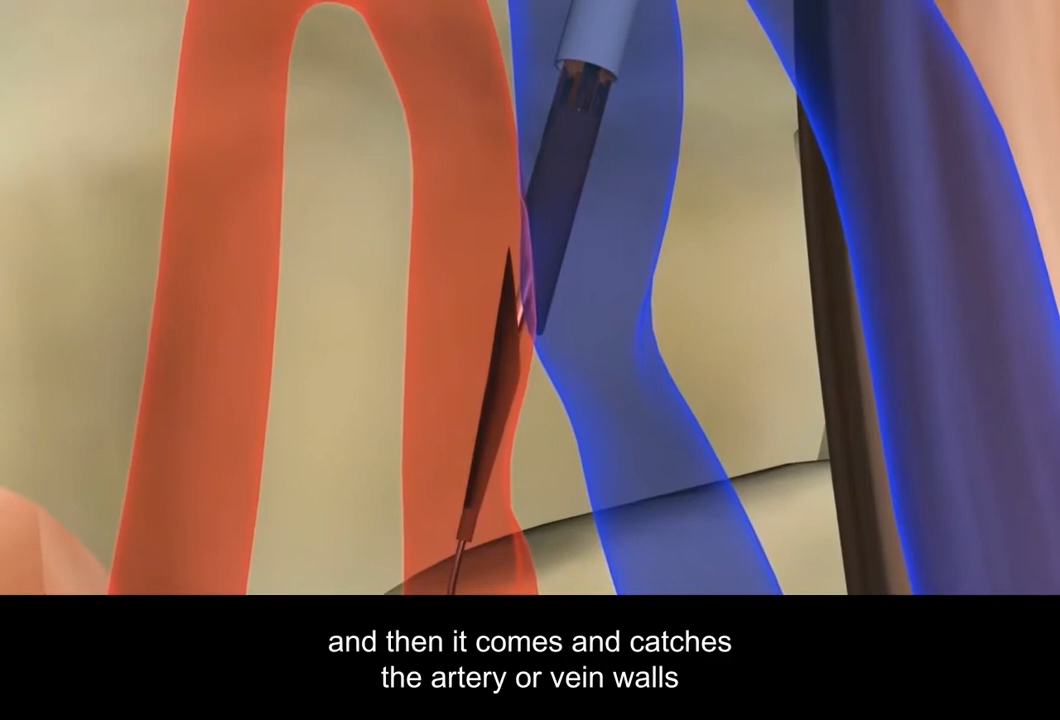 and then it comes and catches
the artery or vein walls